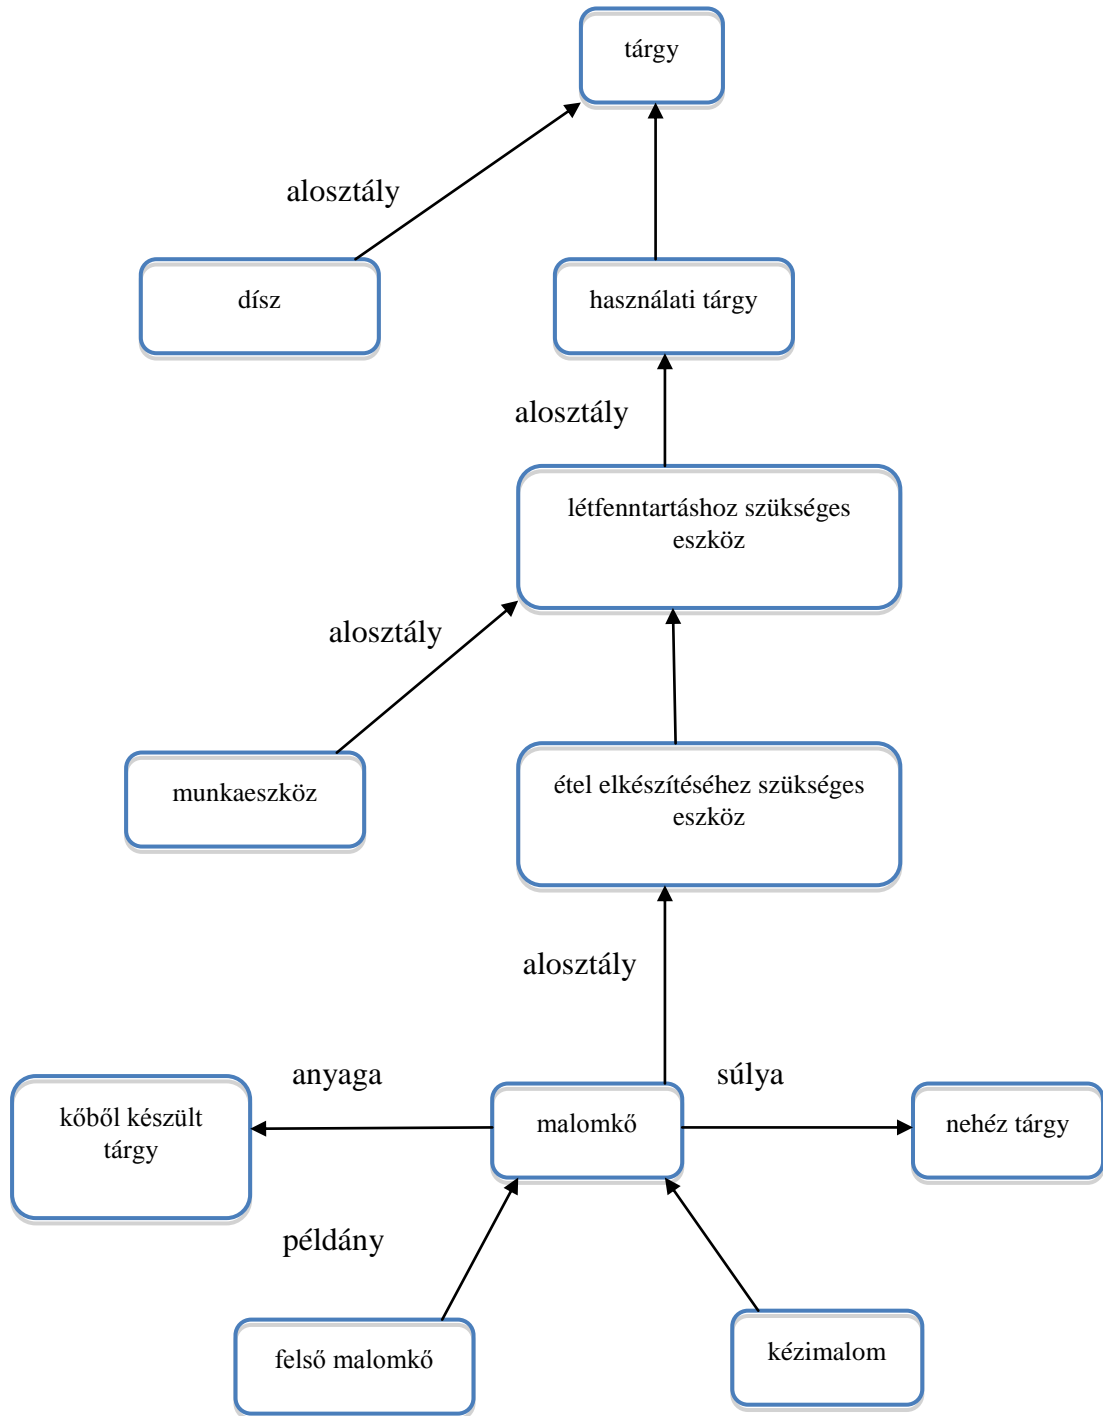 tárgy
alosztály
dísz
használati tárgy
alosztály
létfenntartáshoz szükséges
eszköz
alosztály
munkaeszköz
étel elkészítéséhez szükséges
eszköz
alosztály
anyaga
súlya
kőből készült
tárgy
malomkő
nehéz tárgy
példány
felső malomkő
kézimalom